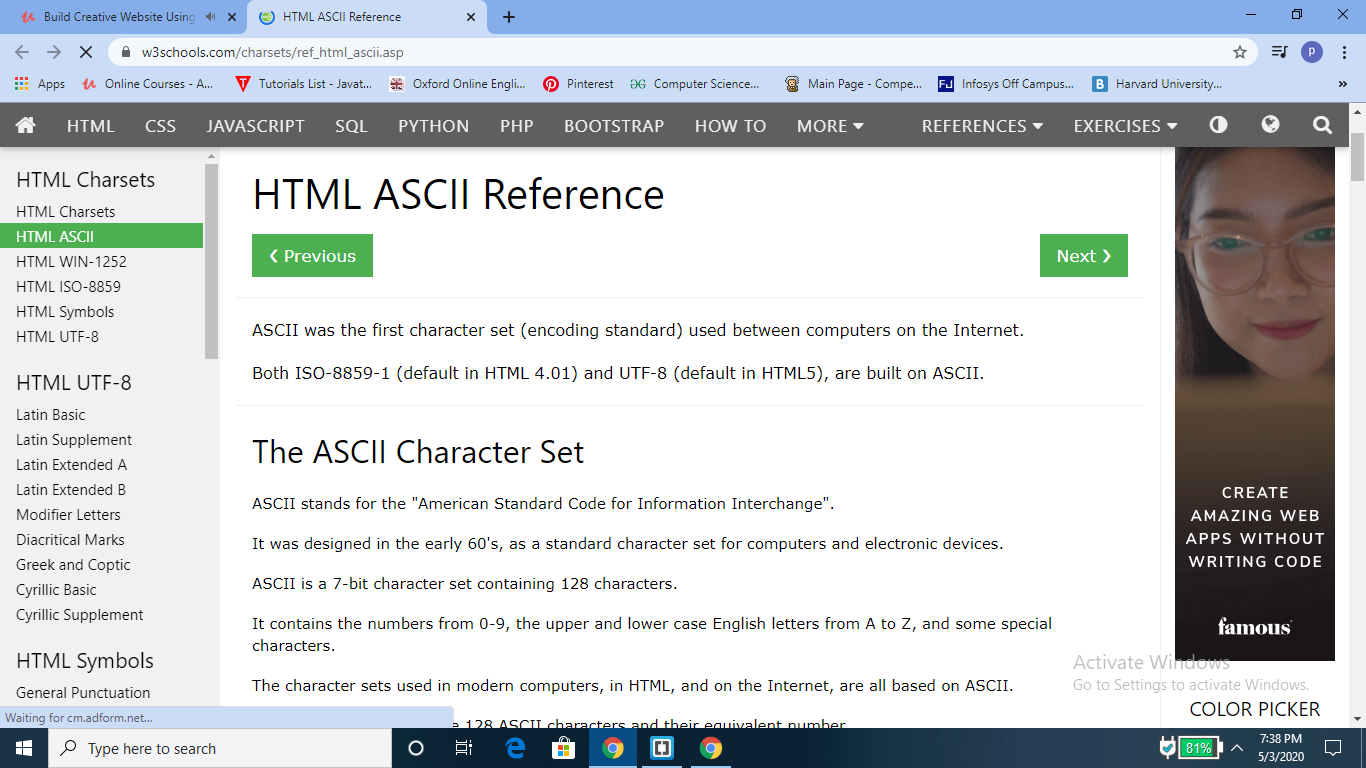 Build Creative Website Using
HTML ASCII Reference
w3schools.com/charsets/ref_html_ascii.asp
P
Apps
Online Courses - A...
Tutorials List - Javat...
Oxford Online Engli...
Pinterest
Computer Science...
Main Page - Compe...
Infosys Off Campus...
Harvard University...
HTML CSS JAVASCRIPT SQL PYTHON PHP BOOTSTRAP HOW TO MORE REFERENCES EXERCISES
HTML Charsets
HTML Charsets
HTML ASCII
HTML WIN-1252
HTML ISO-8859
HTML Symbols
HTML UTF-8
HTML UTF-8
Latin Basic
Latin Supplement
Latin Extended A
Latin Extended B
Modifier Letters
Diacritical Marks
Greek and Coptic
Cyrillic Basic
Cyrillic Supplement
HTML Symbols
General Punctuation
HTML ASCII Reference
❮ Previous
Next ❯
ASCII was the first character set (encoding standard) used between computers on the Internet.
Both ISO-8859-1 (default in HTML 4.01) and UTF-8 (default in HTML5), are built on ASCII.
The ASCII Character Set
ASCII stands for the "American Standard Code for Information Interchange".
It was designed in the early 60's, as a standard character set for computers and electronic devices.
ASCII is a 7-bit character set containing 128 characters.
It contains the numbers from 0-9, the upper and lower case English letters from A to Z, and some special
characters.
The character sets used in modern computers, in HTML, and on the Internet, are all based on ASCII.
128 ASCII characters and their equivalent number.
CREATE
AMAZING WEB
APPS WITHOUT
WRITING CODE
famous
Activate Windows
Go to Settings to activate Windows.
COLOR PICKER
Waiting for cm.adform.net...
Type here to search
81%
7:38 PM
5/3/2020